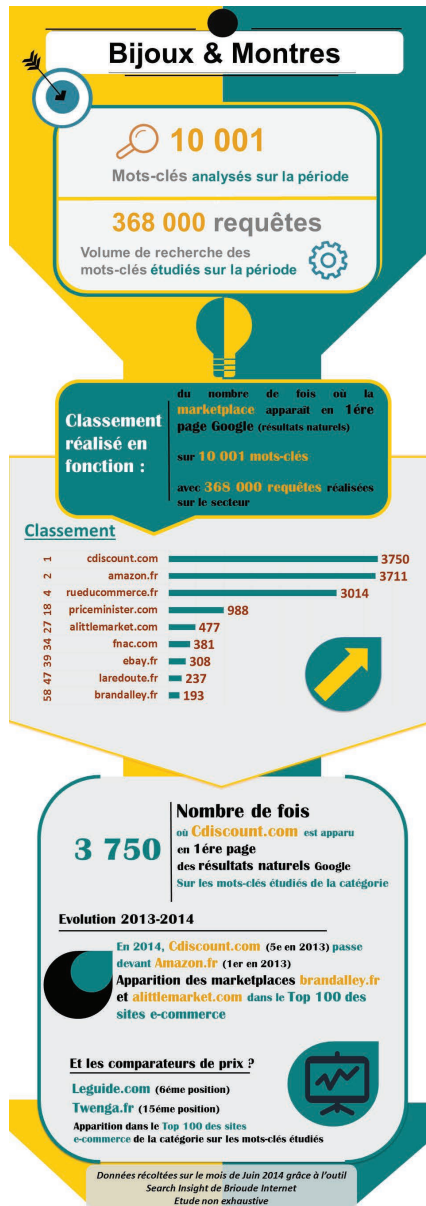 Bijoux & Montres
10 001
Mots-clés analysés sur la période
368 000 requêtes
Volume de recherche des
mots-clés étudiés sur la période
Classement
réalisé en
fonction :
du nombre de fois où la
marketplace apparait en 1ére
page Google (résultats naturels)
sur 10 001 mots-clés
avec 368 000 requêtes réalisées
sur le secteur
Classement
1 cdiscount.com 3750
2 amazon.fr 3711
4 rueducommerce.fr 3014
18 priceminister.com 988
27 alittlemarket.com 477
34 fnac.com 381
39 ebay.fr 308
47 laredoute.fr 237
58 brandalley.fr 193
3 750
Nombre de fois
où Cdiscount.com est apparu
en 1ére page
des résultats naturels Google
Sur les mots-clés étudiés de la catégorie
Evolution 2013-2014
En 2014, Cdiscount.com (5e en 2013) passe
devant Amazon.fr (1er en 2013)
Apparition des marketplaces brandalley.fr
et alittlemarket.com dans le Top 100 des
sites e-commerce
Et les comparateurs de prix ?
Leguide.com (6éme position)
Twenga.fr (15éme position)
Apparition dans le Top 100 des sites
e-commerce de la catégorie sur les mots-clés étudiés
Données récoltées sur le mois de Juin 2014 grâce à l'outil
Search Insight de Brioude Internet
Etude non exhaustive